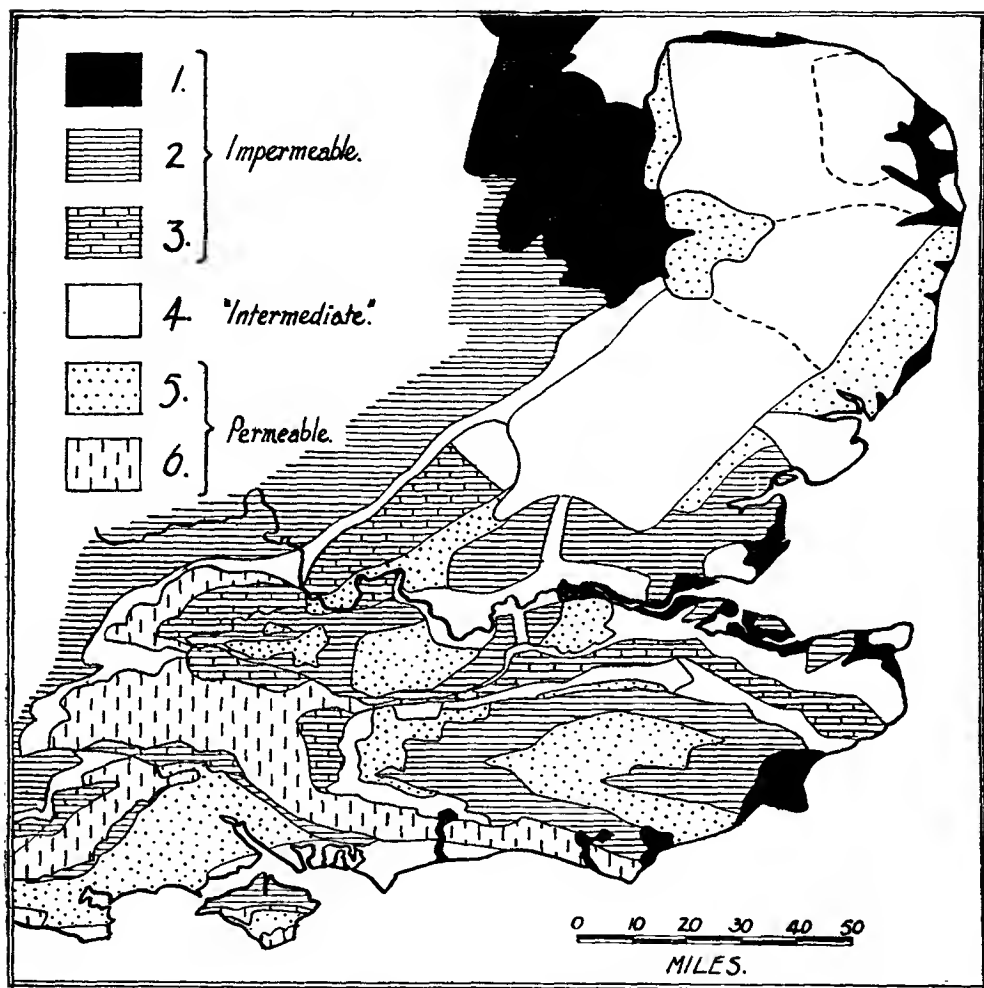 1.
2
3.
Impermeable.
4. "Intermediate".
5.
6.
Permeable.
0 10 20 30 40 50
MILES.